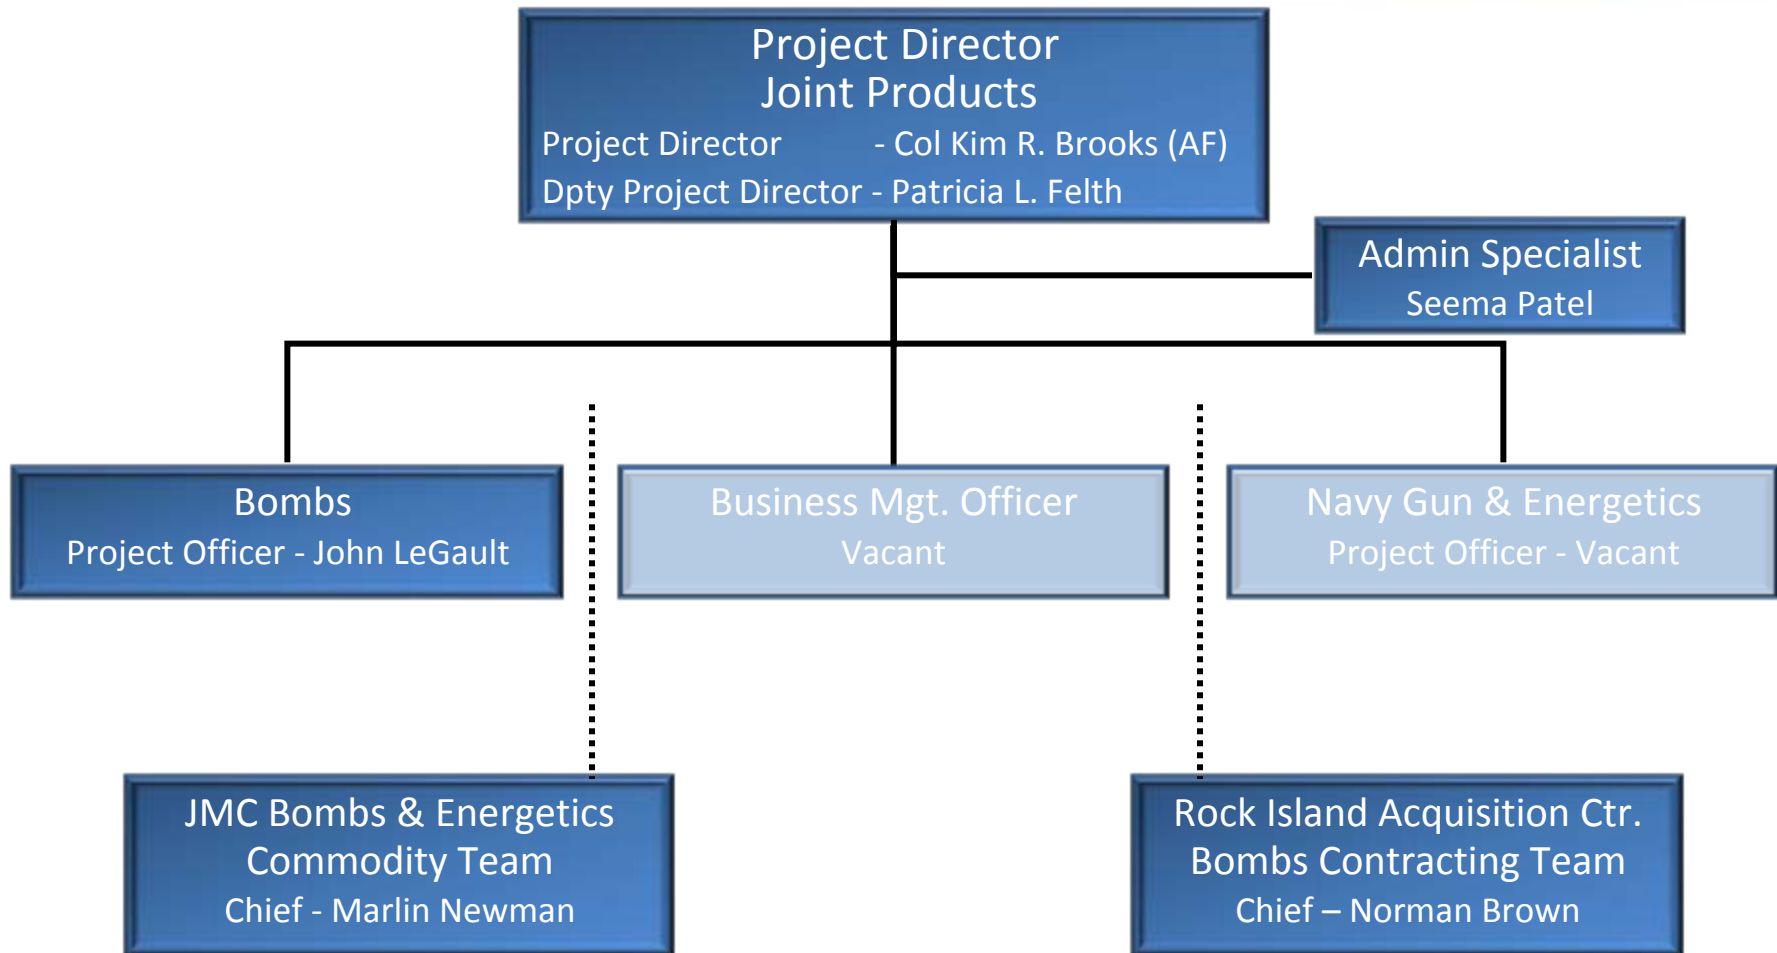 Project Director
Joint Products
Project Director - Col Kim R. Brooks (AF)
Dpty Project Director - Patricia L. Felth
Admin Specialist
Seema Patel
Bombs
Project Officer - John LeGault
Business Mgt. Officer
Vacant
Navy Gun & Energetics
Project Officer - Vacant
JMC Bombs & Energetics
Commodity Team
Chief - Marlin Newman
Rock Island Acquisition Ctr.
Bombs Contracting Team
Chief – Norman Brown